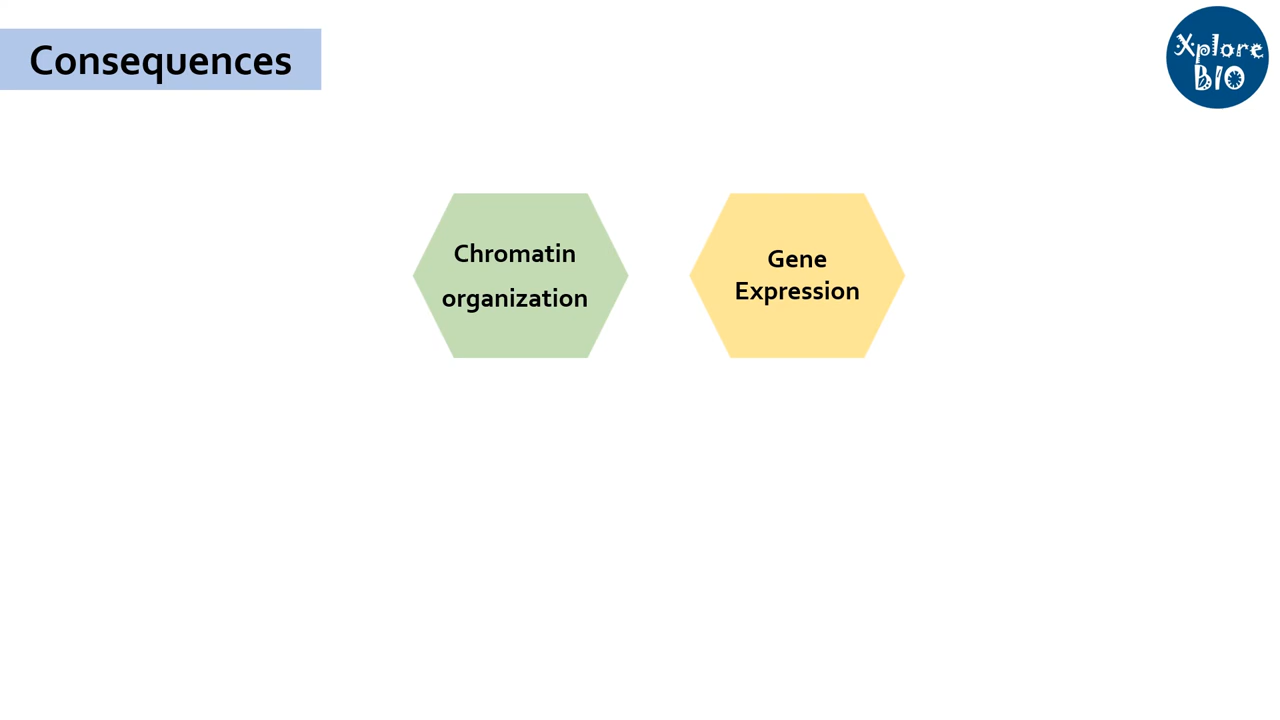 Consequences
Xplore
BIO
Chromatin
organization
Gene
Expression